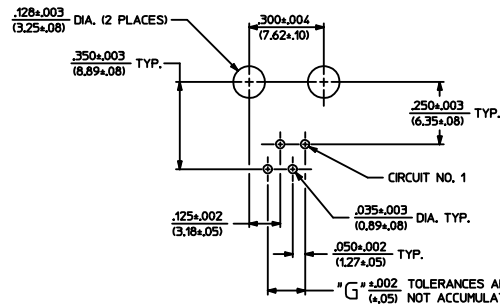 .128±.003 DIA. (2 PLACES)
(3.25±.08)
.300±.004
(7.62±.10)
.350±.003 TYP.
(8.89±.08)
.250±.003 TYP.
(6.35±.08)
CIRCUIT NO. 1
.125±.002
(3.18±.05)
.035±.003 DIA. TYP.
(0.89±.08)
.050±.002 TYP.
(1.27±.05)
"G" ±.002 TOLERANCES
(±.05) NOT